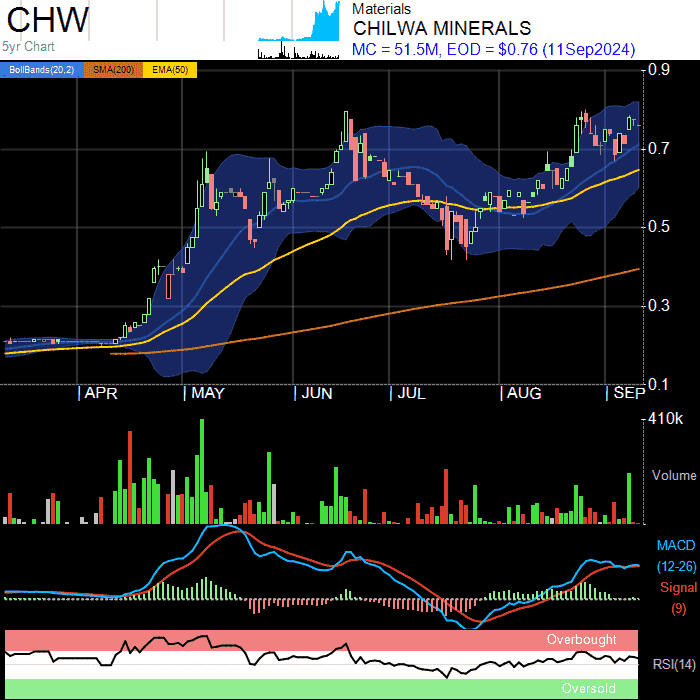 CHW
5yr Chart
Materials
CHILWA MINERALS
MC = 51.5M, EOD = $0.76 (11Sep2024)
BollBands(20,2) SMA(200) EMA(50)
0.9
0.7
0.5
0.3
0.1
APR MAY JUN JUL AUG SEP
410k
Volume
MACD
(12-26)
Signal
(9)
Overbought
RSI(14)
Oversold